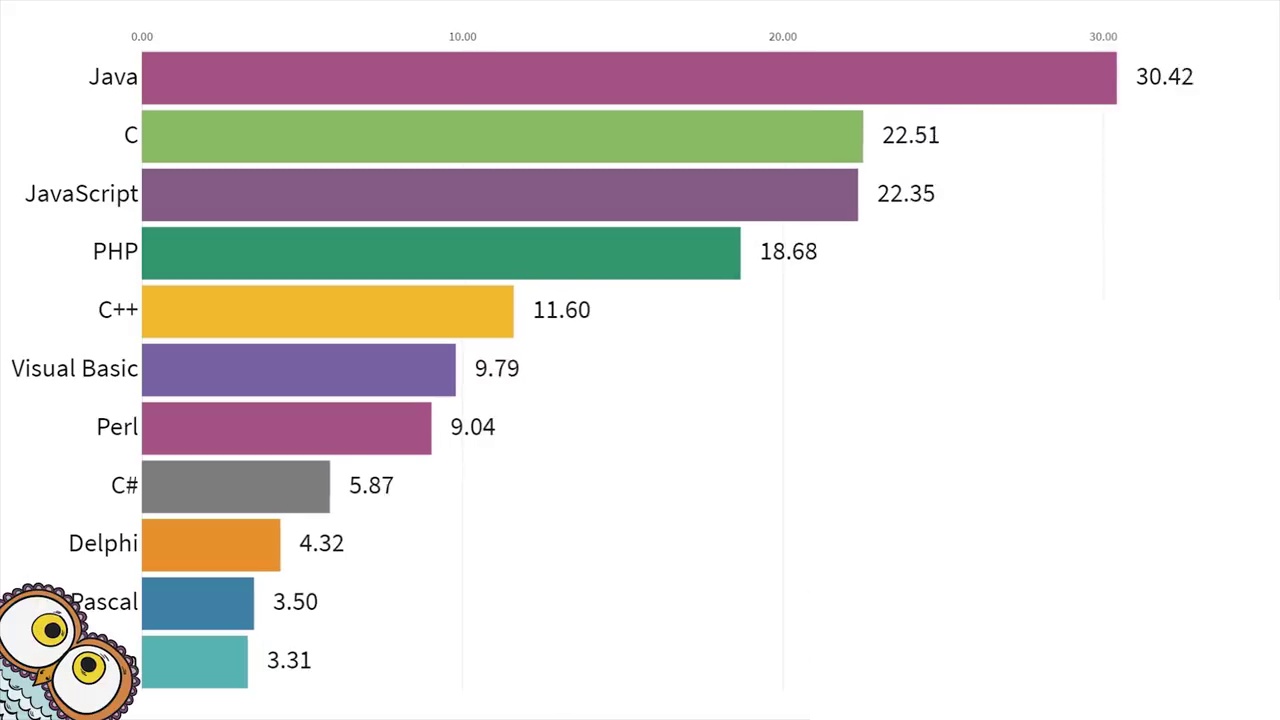 0.00 10.00 20.00 30.00
Java 30.42
C 22.51
JavaScript 22.35
PHP 18.68
C++ 11.60
Visual Basic 9.79
Perl 9.04
C# 5.87
Delphi 4.32
Pascal 3.50
3.31